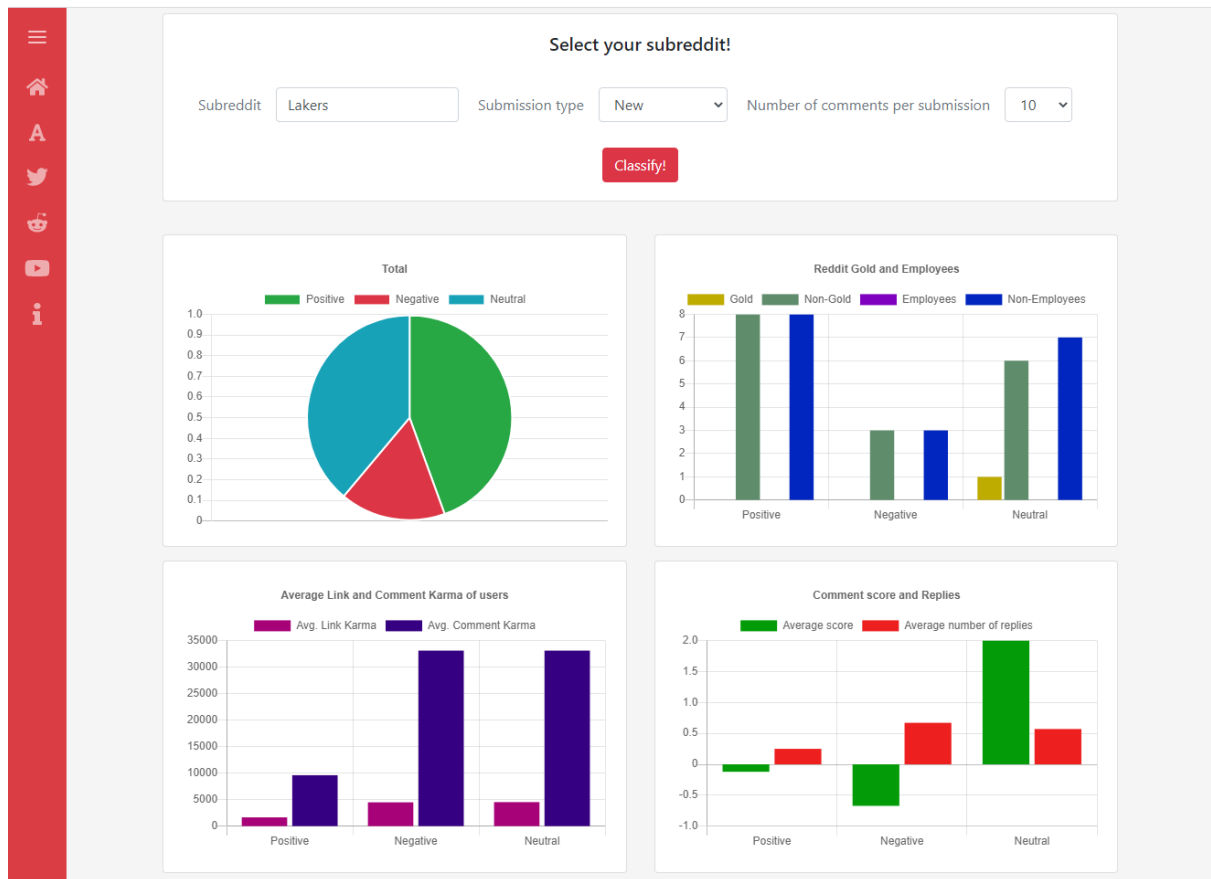 Select your subreddit!
Subreddit Lakers Submission type New Number of comments per submission 10
Classify!
Total
Positive Negative Neutral
1.0
0.9
0.8
0.7
0.6
0.5
0.4
0.3
0.2
0.1
0
Reddit Gold and Employees
Gold Non-Gold Employees Non-Employees
8
7
6
5
4
3
2
1
0
Positive Negative Neutral
Average Link and Comment Karma of users
Avg. Link Karma Avg. Comment Karma
35000
30000
25000
20000
15000
10000
5000
0
Positive Negative Neutral
Comment score and Replies
Average score Average number of replies
2.0
1.5
1.0
0.5
0
-0.5
-1.0
Positive Negative Neutral